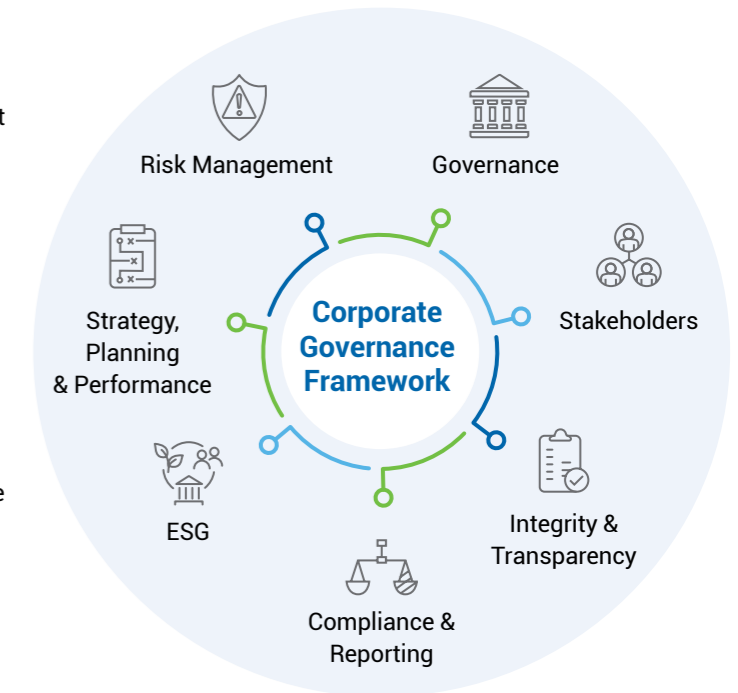 Risk Management
Governance
Stakeholders
Integrity &
Transparency
Compliance &
Reporting
ESG
Strategy,
Planning
& Performance
Corporate
Governance
Framework